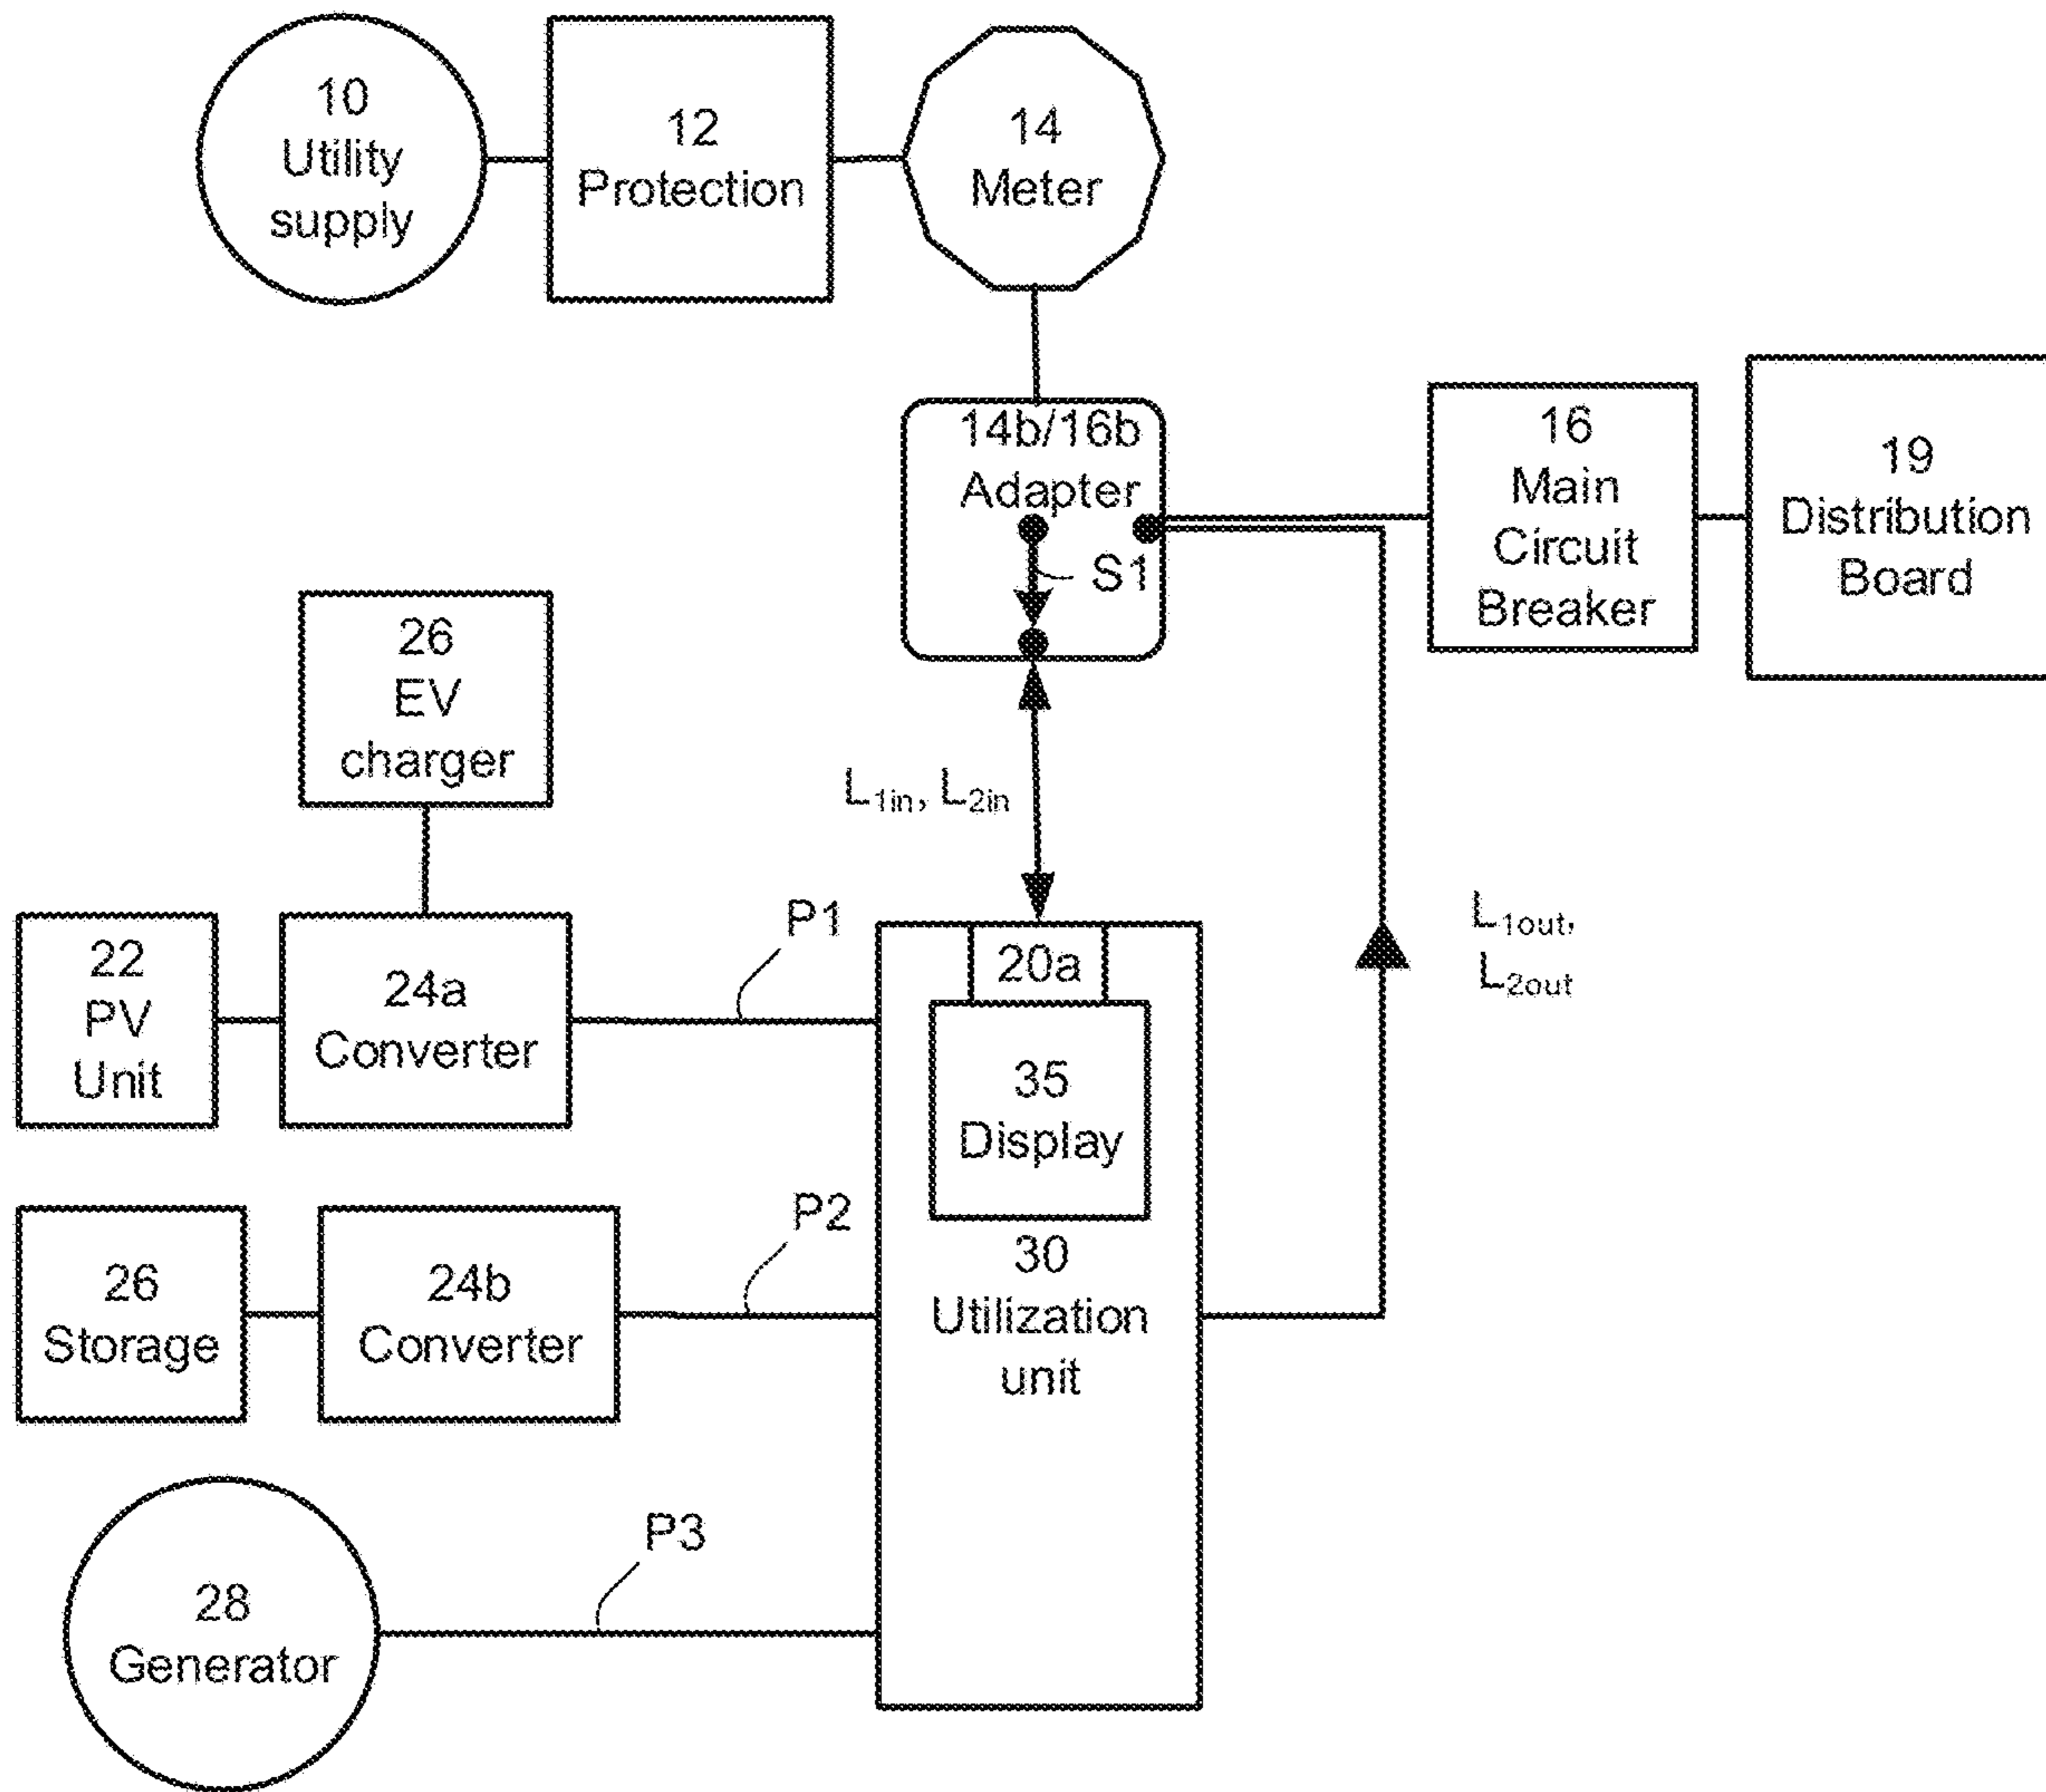 10
Utility
supply
12
Protection
14
Meter
14b/16b
Adapter
S1
16
Main
Circuit
Breaker
19
Distribution
Board
26
EV
charger
L1in, L2in
L1out,
L2out
22
PV
Unit
24a
Converter
P1
20a
35
Display
30
Utilization
unit
26
Storage
24b
Converter
P2
28
Generator
P3